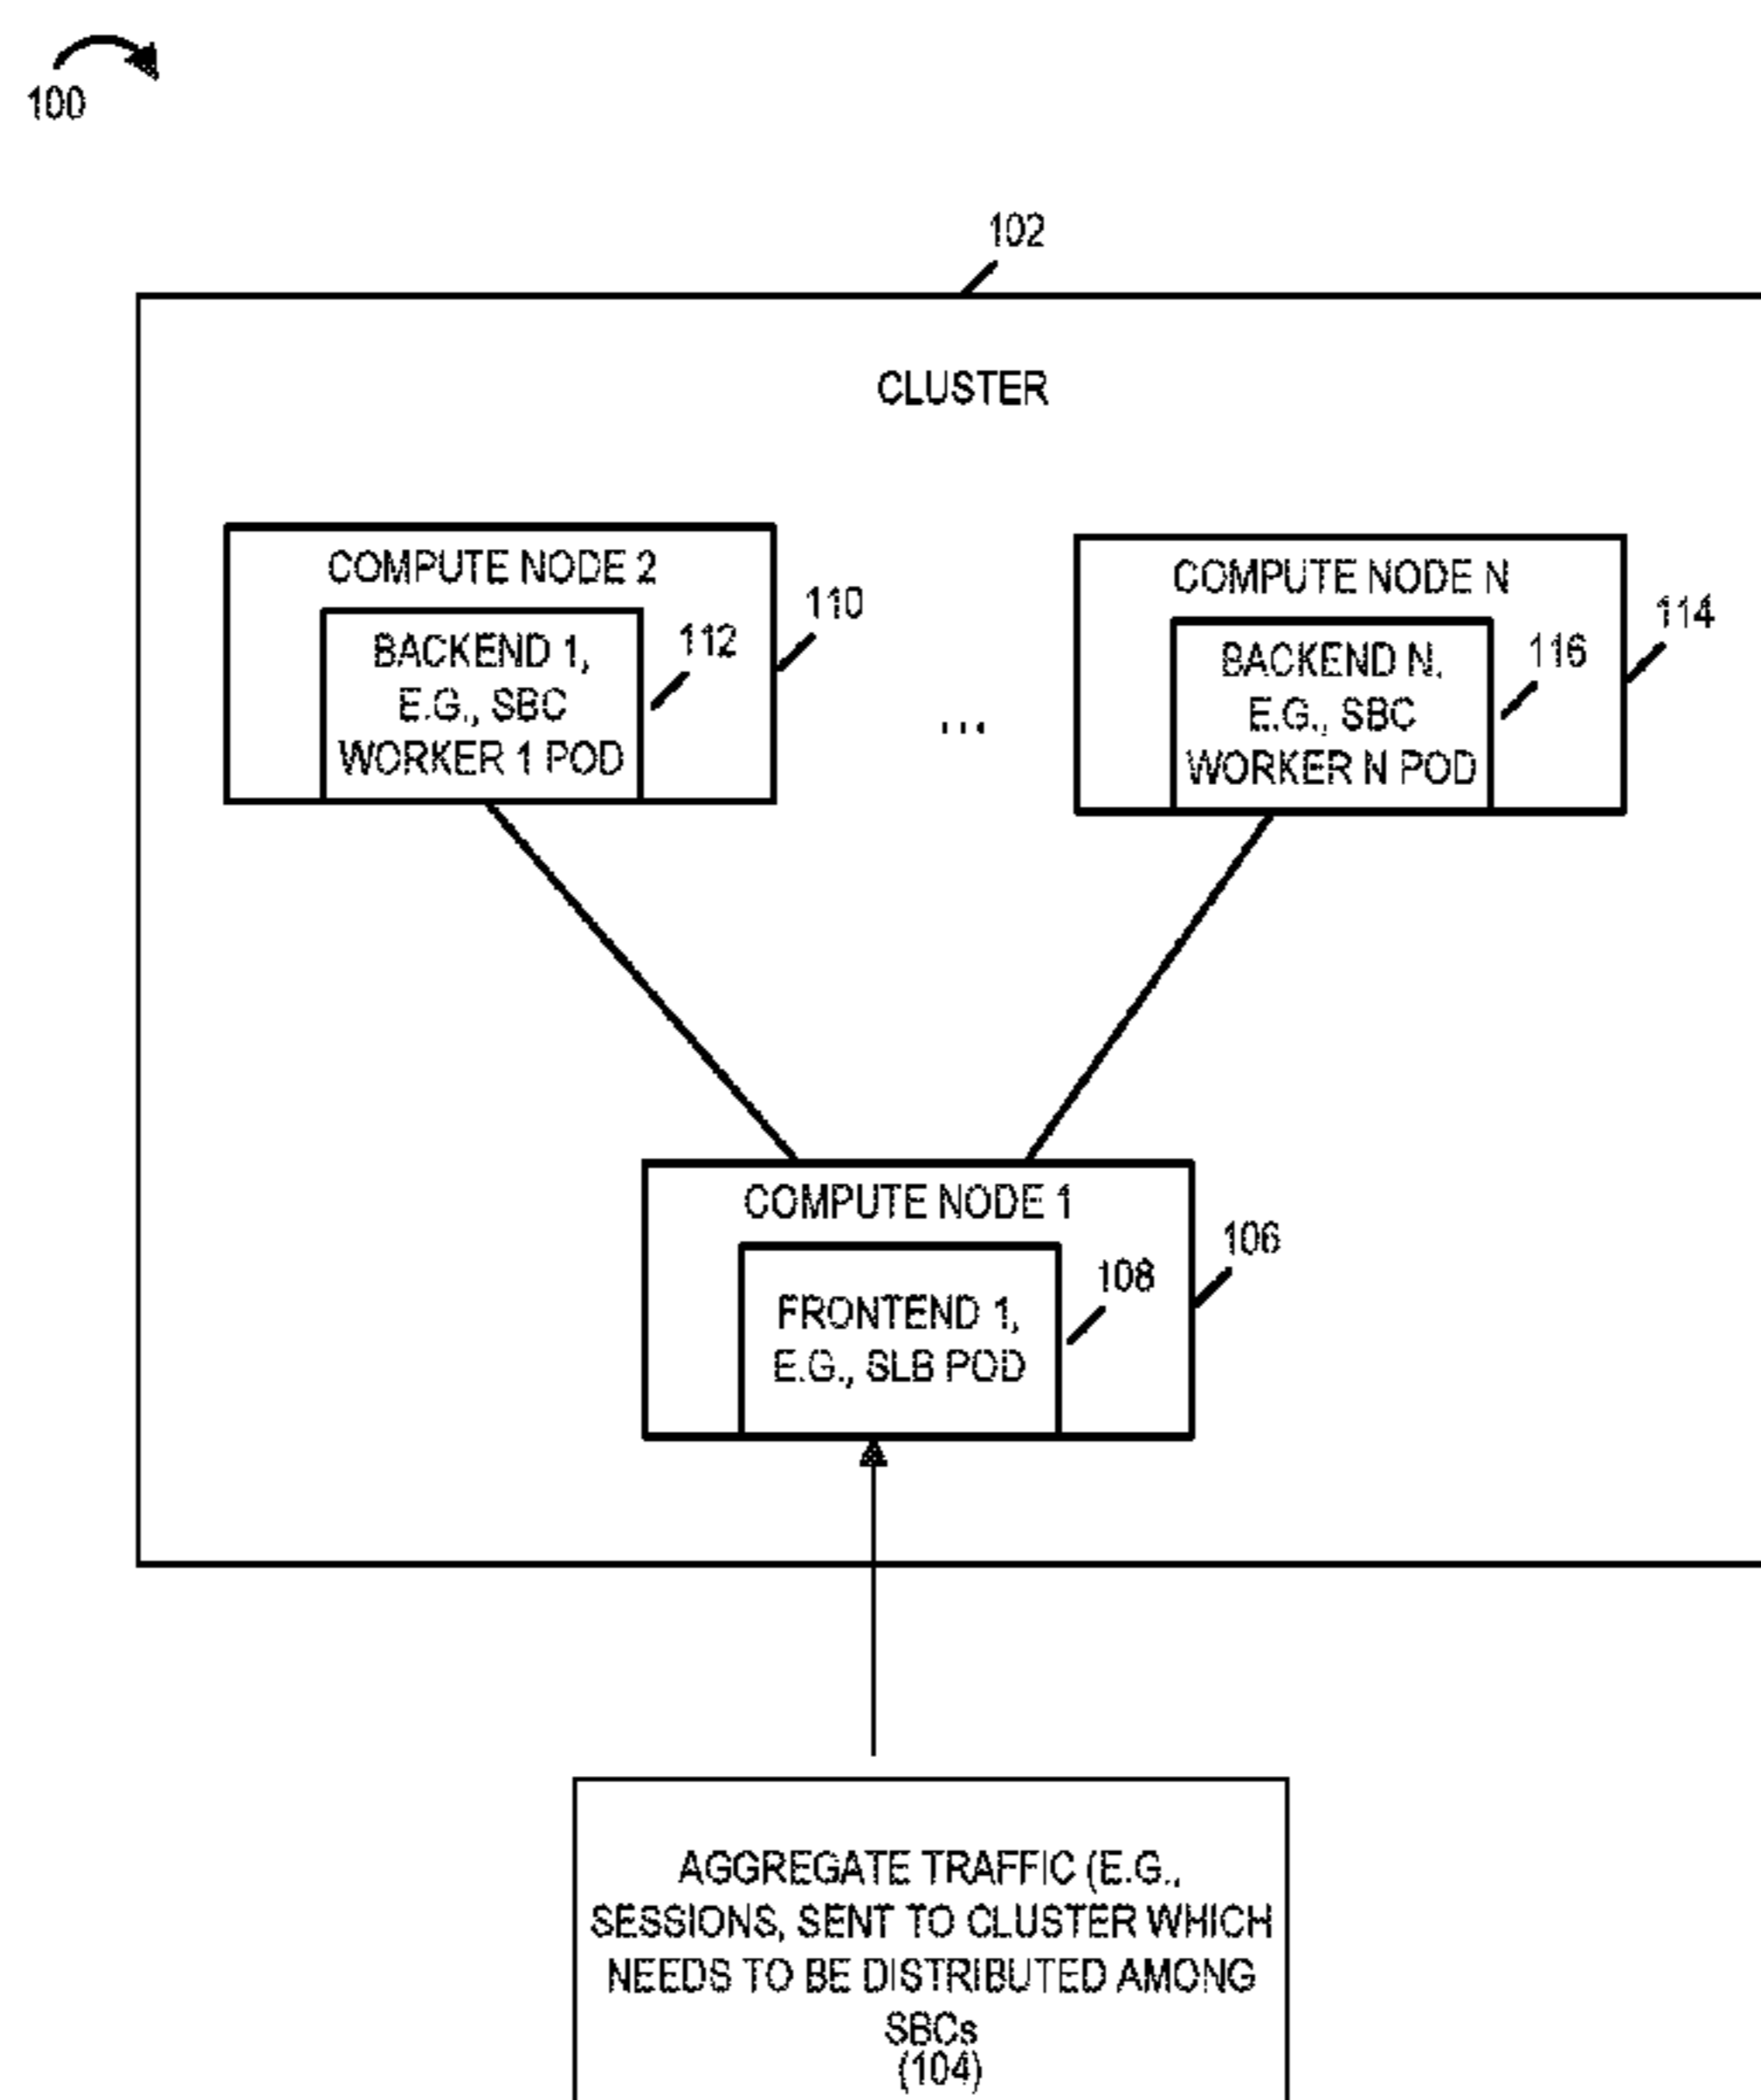 100
102
CLUSTER
COMPUTE NODE 2
110
BACKEND 1,
E.G., SBC
WORKER 1 POD
112
...
COMPUTE NODE N
114
BACKEND N,
E.G., SBC
WORKER N POD
116
COMPUTE NODE 1
106
FRONTEND 1,
E.G., SLB POD
108
AGGREGATE TRAFFIC (E.G.,
SESSIONS, SENT TO CLUSTER WHICH
NEEDS TO BE DISTRIBUTED AMONG
SBCs
(104)